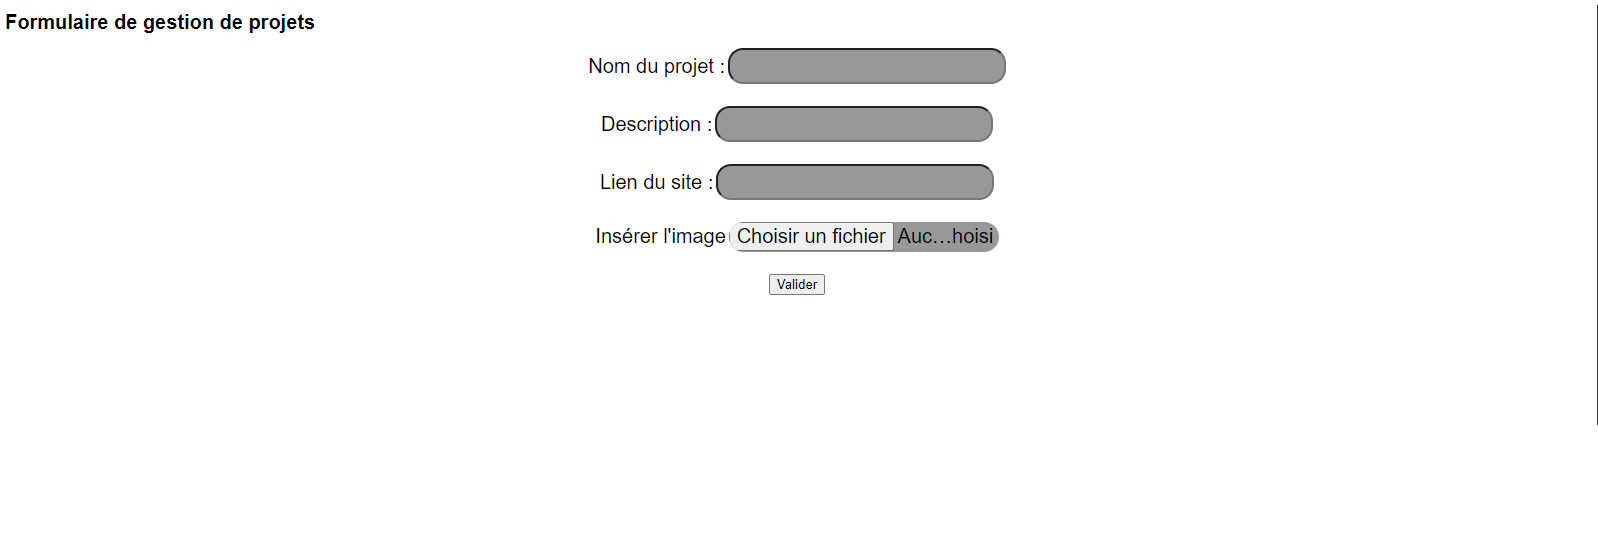 Formulaire de gestion de projets
Nom du projet :
Description :
Lien du site :
Insérer l'image Choisir un fichier Auc...hoisi
Valider